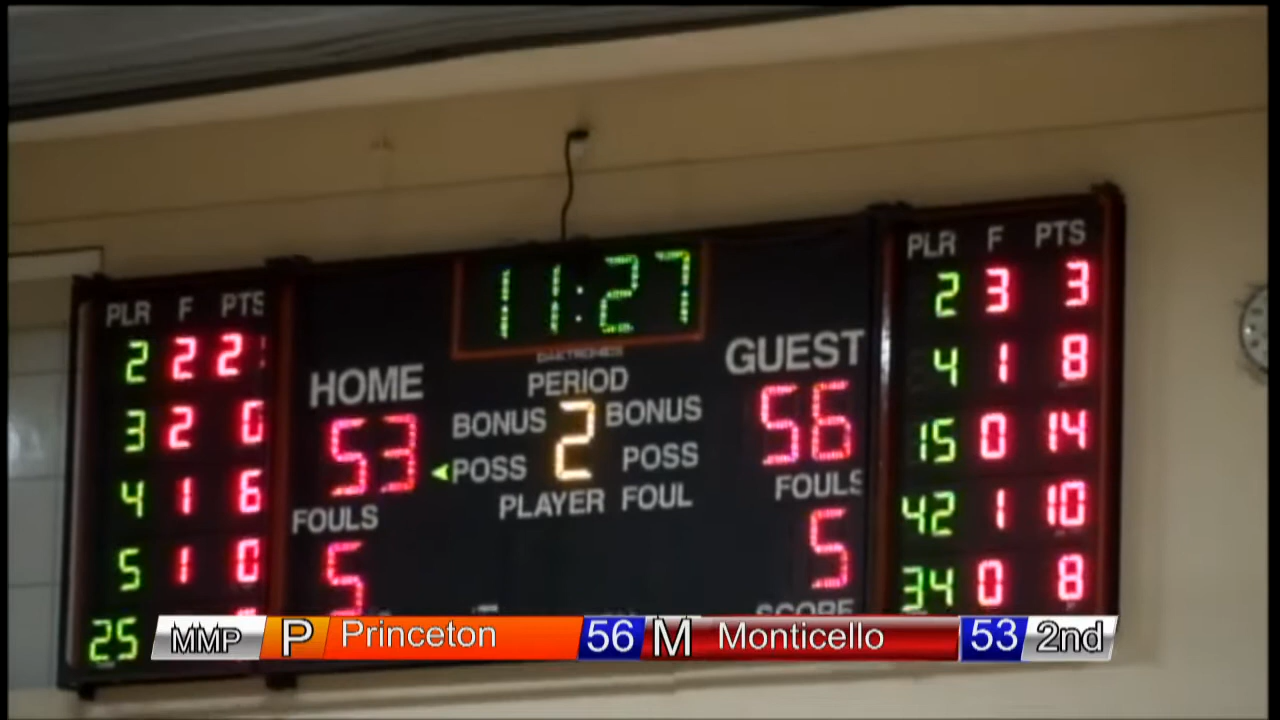 11:27
DAKTRONICS
HOME
PERIOD
GUEST
53
BONUS 2 BONUS
56
POSS POSS
FOULS
PLAYER FOUL
FOULS
5
5
SCORE
PLR F PTS
2 2 2
3 2 0
4 1 6
5 1 0
25
PLR F PTS
2 3 3
4 1 8
15 0 14
42 1 10
34 0 8
MMP P Princeton 56 M Monticello 53 2nd